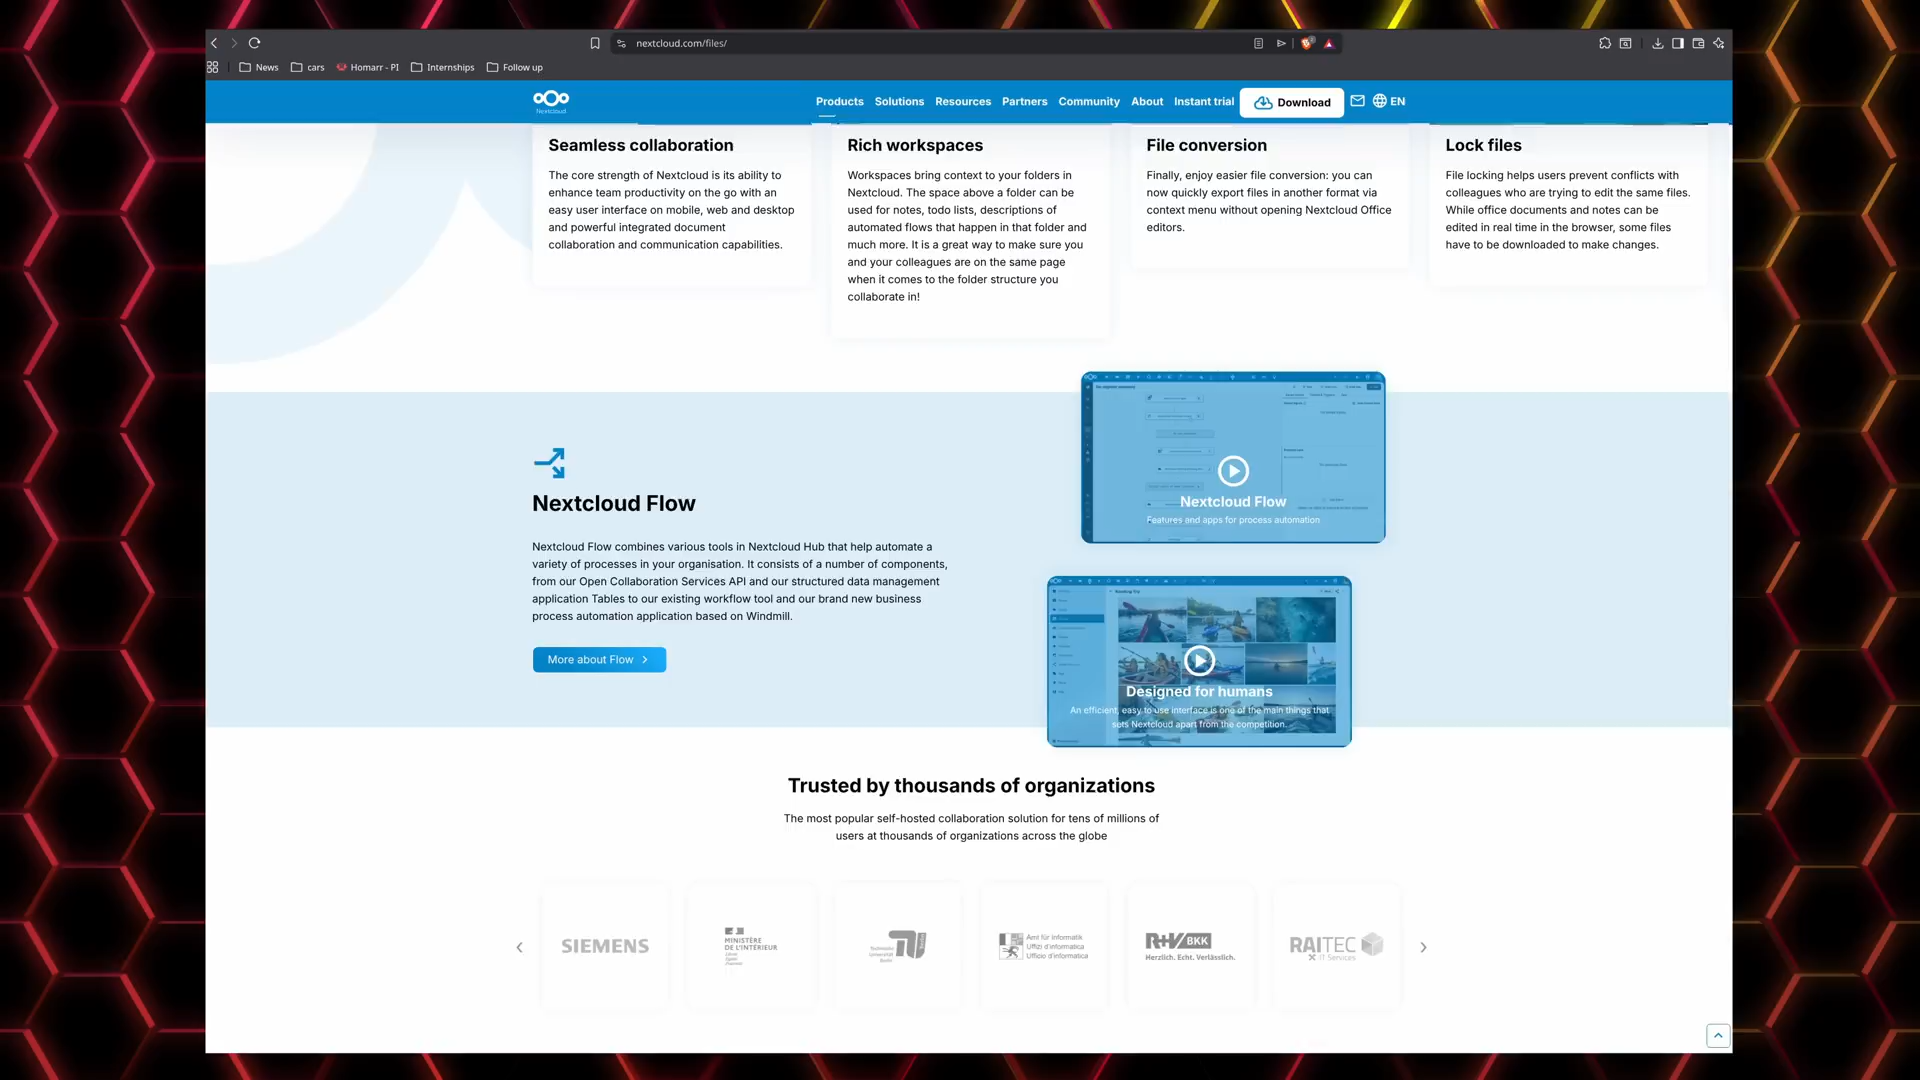 nextcloud.com/files/
News
cars
Homarr - PI
Internships
Follow up
Nextcloud
Products
Solutions
Resources
Partners
Community
About
Instant trial
Download
EN
Seamless collaboration
The core strength of Nextcloud is its ability to
enhance team productivity on the go with an
easy user interface on mobile, web and desktop
and powerful integrated document
collaboration and communication capabilities.
Rich workspaces
Workspaces bring context to your folders in
Nextcloud. The space above a folder can be
used for notes, todo lists, descriptions of
automated flows that happen in that folder and
much more. It is a great way to make sure you
and your colleagues are on the same page
when it comes to the folder structure you
collaborate in!
File conversion
Finally, enjoy easier file conversion: you can
now quickly export files in another format via
context menu without opening Nextcloud Office
editors.
Lock files
File locking helps users prevent conflicts with
colleagues who are trying to edit the same files.
While office documents and notes can be
edited in real time in the browser, some files
have to be downloaded to make changes.
Nextcloud Flow
Nextcloud Flow combines various tools in Nextcloud Hub that help automate a
variety of processes in your organisation. It consists of a number of components,
from our Open Collaboration Services API and our structured data management
application Tables to our existing workflow tool and our brand new business
process automation application based on Windmill.
More about Flow
Nextcloud Flow
Features and apps for process automation
Designed for humans
An efficient, easy to use interface is one of the main things that
sets Nextcloud apart from the competition.
Trusted by thousands of organizations
The most popular self-hosted collaboration solution for tens of millions of
users at thousands of organizations across the globe
SIEMENS
MINISTÈRE
DE L'INTÉRIEUR
Technische
Universität
Berlin
Amt für Informatik
Uffizi d'informatica
Ufficio d'informatica
R+V BKK
Herzlich. Echt. Verlässlich.
RAITEC
IT Services